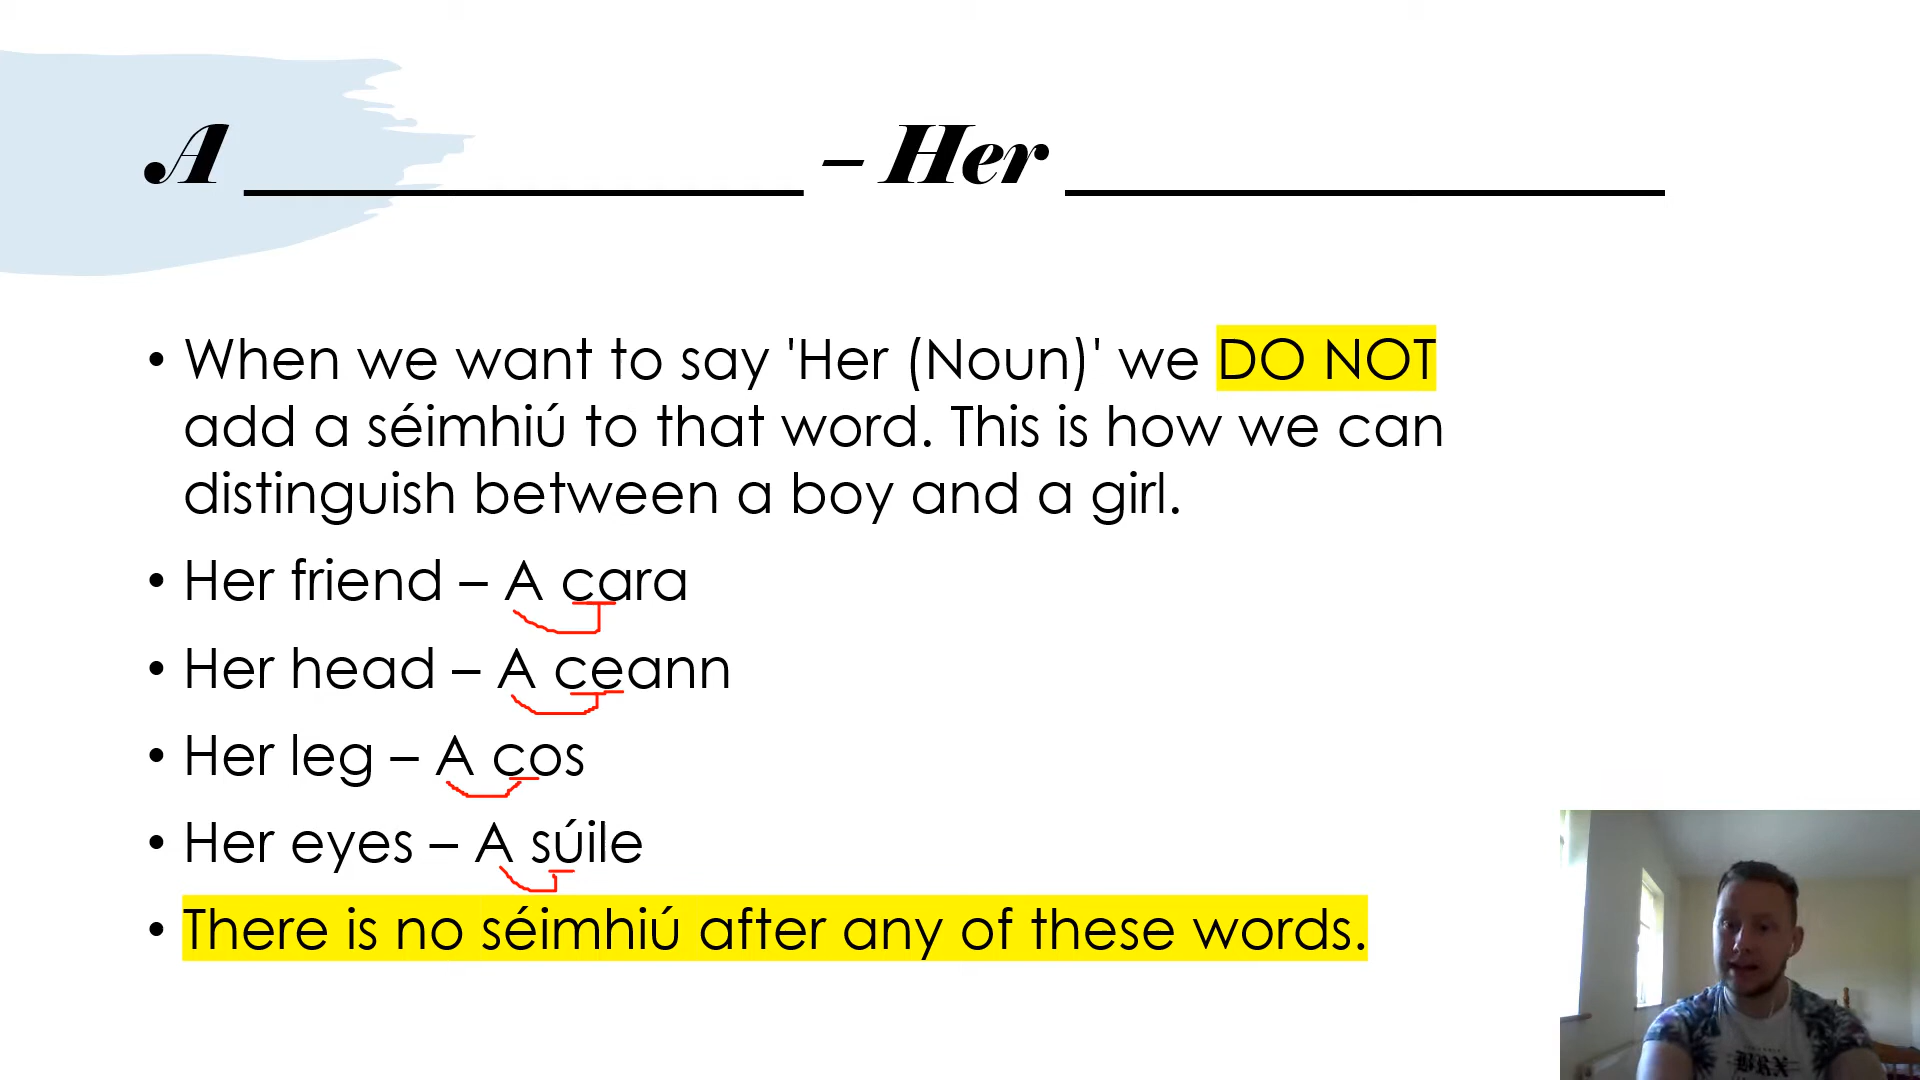 A ______________ – Her _______________
• When we want to say 'Her (Noun)' we DO NOT
add a séimhiú to that word. This is how we can
distinguish between a boy and a girl.
• Her friend – A cara
• Her head – A ceann
• Her leg – A cos
• Her eyes – A súile
• There is no séimhiú after any of these words.